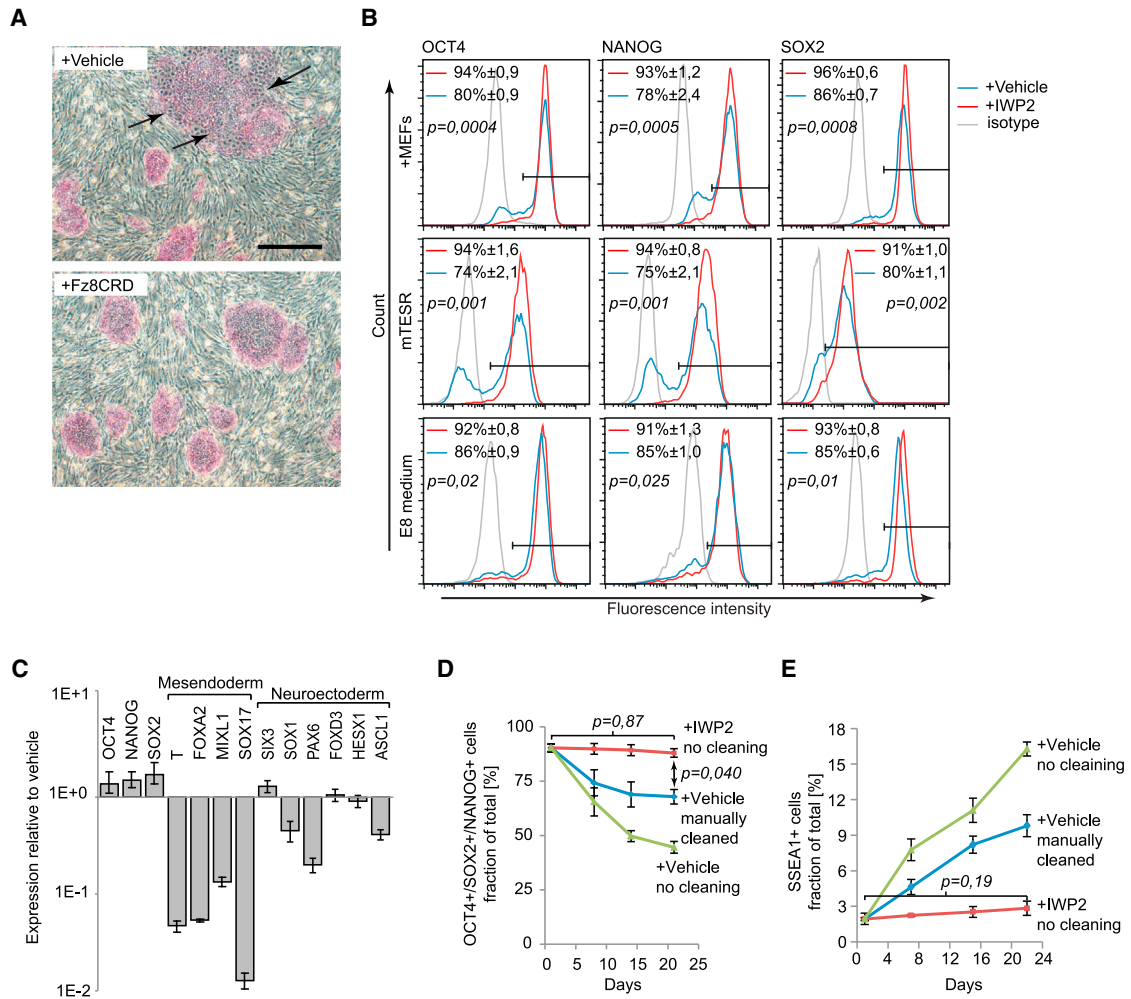 A
+Vehicle
+Fz8CRD
B
OCT4
NANOG
SOX2
94%±0,9
80%±0,9
p=0,0004
93%±1,2
78%±2,4
p=0,0005
96%±0,6
86%±0,7
p=0,0008
+Vehicle
+IWP2
isotype
+MEFs
94%±1,6
74%±2,1
p=0,001
94%±0,8
75%±2,1
p=0,001
91%±1,0
80%±1,1
p=0,002
Count
mTESR
92%±0,8
86%±0,9
p=0,02
91%±1,3
85%±1,0
p=0,025
93%±0,8
85%±0,6
p=0,01
E8 medium
Fluorescence intensity
C
Mesendoderm
Neuroectoderm
OCT4
NANOG
SOX2
T
FOXA2
MIXL1
SOX17
SIX3
SOX1
PAX6
FOXD3
HESX1
ASCL1
1E+1
1E+0
1E-1
1E-2
Expression relative to vehicle
D
p=0,87
+IWP2
no cleaning
p=0,040
+Vehicle
manually
cleaned
+Vehicle
no cleaning
100
75
50
25
0
0 5 10 15 20 25
Days
OCT4+/SOX2+/NANOG+ cells
fraction of total [%]
E
+Vehicle
no cleaining
+Vehicle
manually
cleaned
p=0,19
+IWP2
no cleaning
18
15
12
9
6
3
0
0 4 8 12 16 20 24
Days
SSEA1+ cells
fraction of total [%]